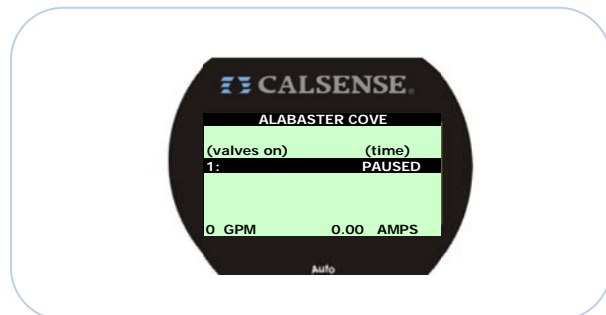 CALSENSE®
ALABASTER COVE
(valves on) (time)
1: PAUSED
0 GPM 0.00 AMPS
Auto